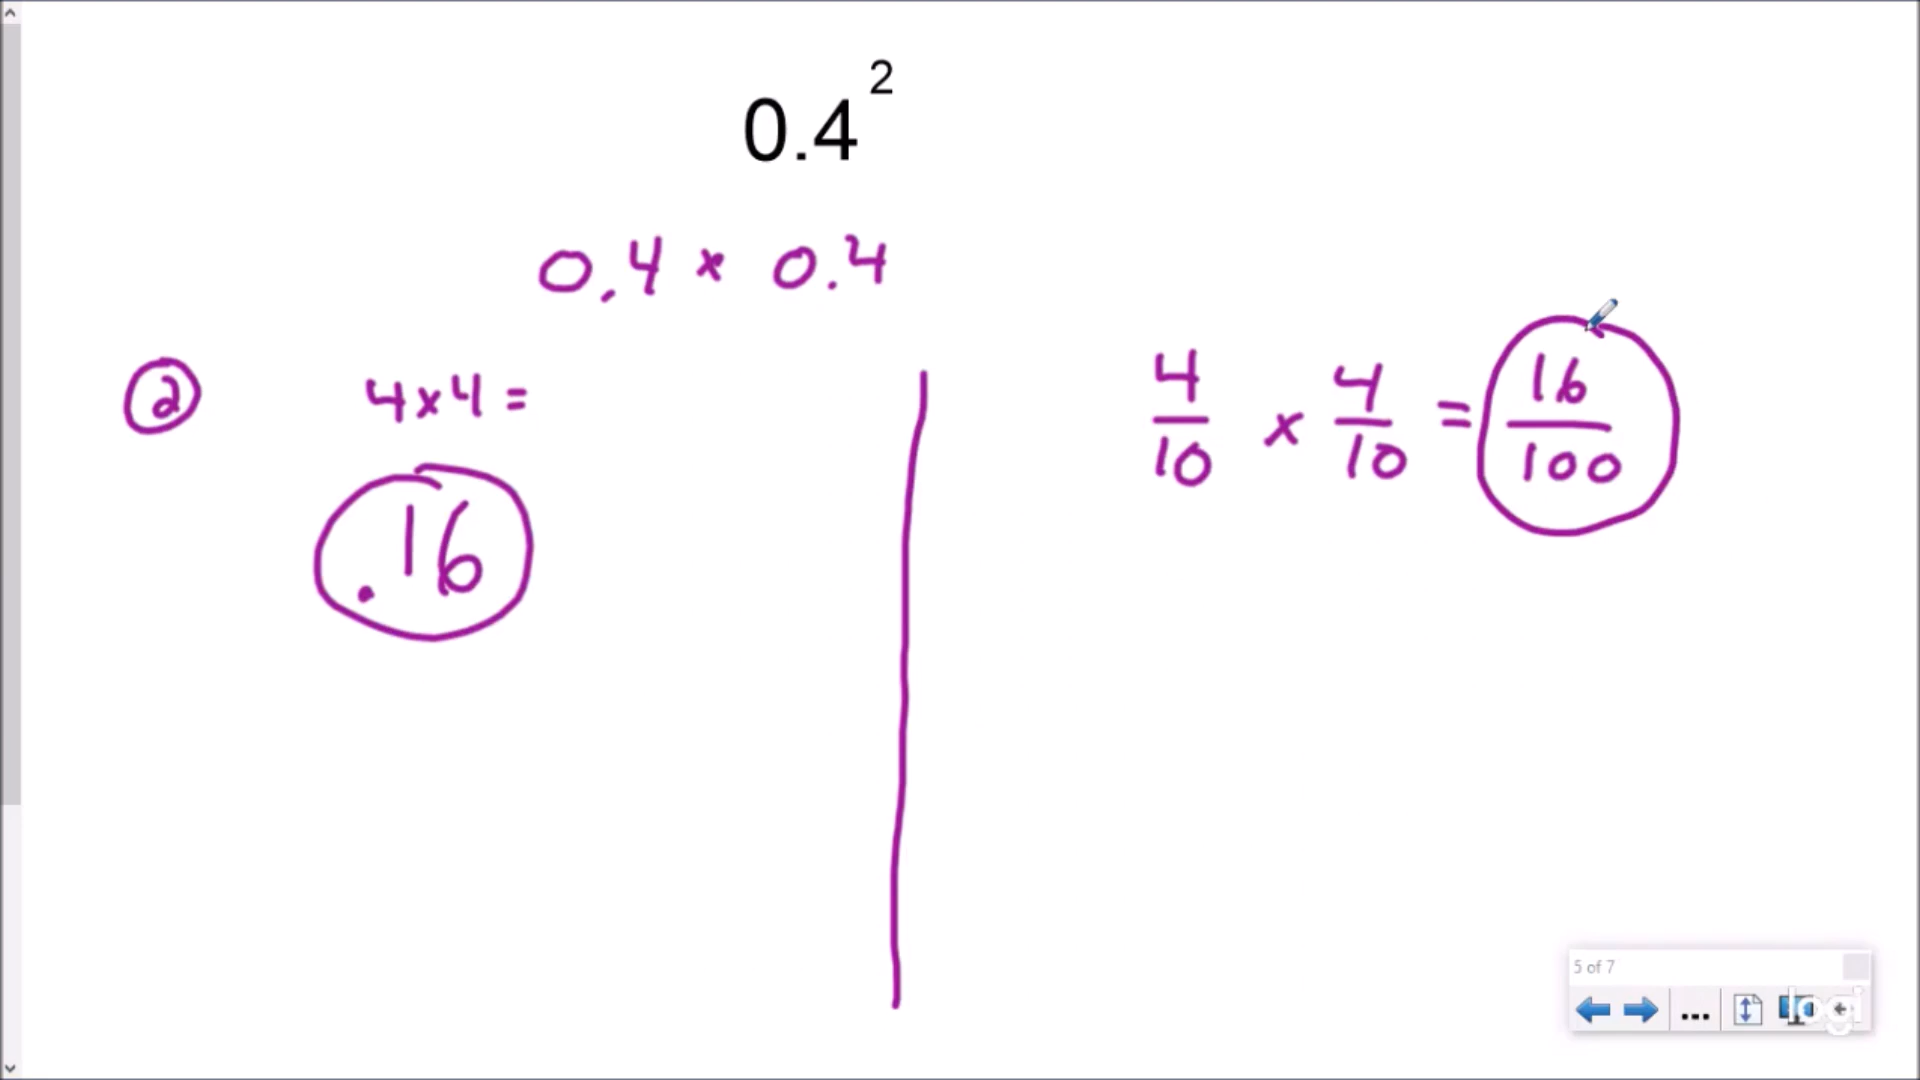 0.4²
0.4 × 0.4
② 4×4=
.16
4/10 × 4/10 = 16/100
5 of 7
...
logi